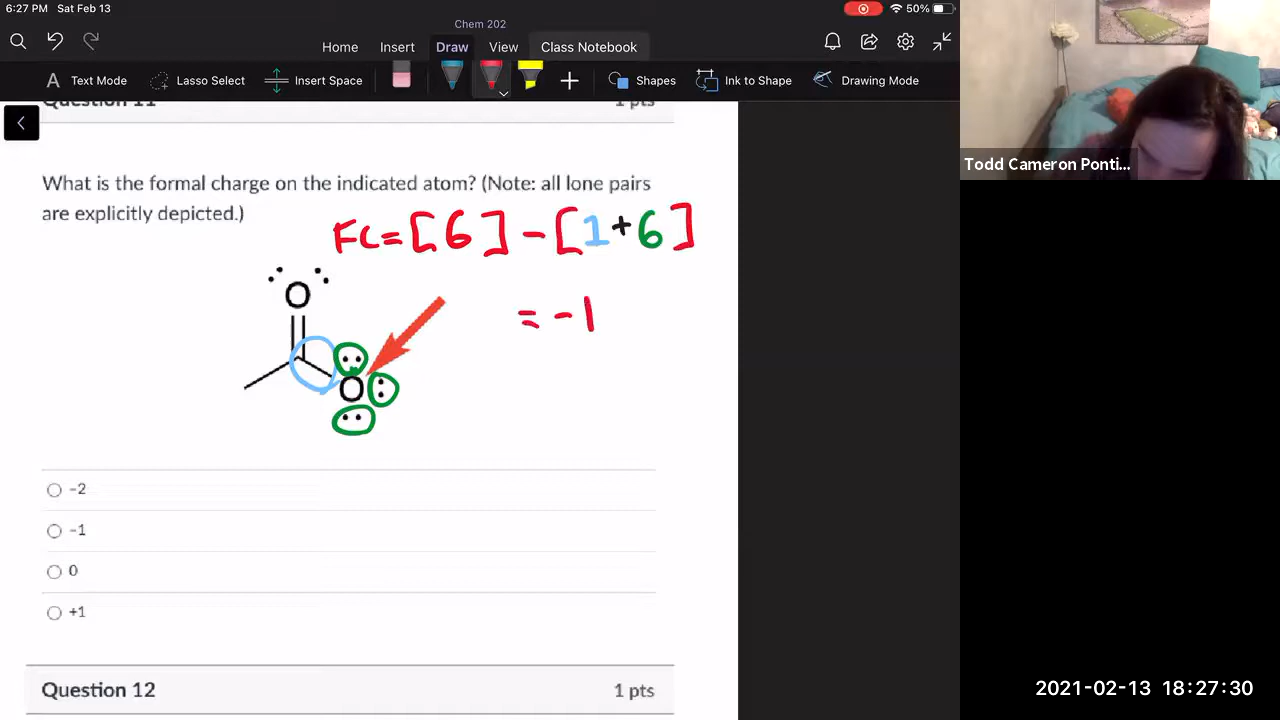 6:27 PM Sat Feb 13
50%
Chem 202
Home Insert Draw View Class Notebook
A Text Mode Lasso Select Insert Space Shapes Ink to Shape Drawing Mode
Question 11 1 pts
Todd Cameron Ponti...
What is the formal charge on the indicated atom? (Note: all lone pairs
are explicitly depicted.)
FC = [ 6 ] - [ 1 + 6 ]
O
= -1
O
-2
-1
0
+1
Question 12 1 pts
2021-02-13 18:27:30